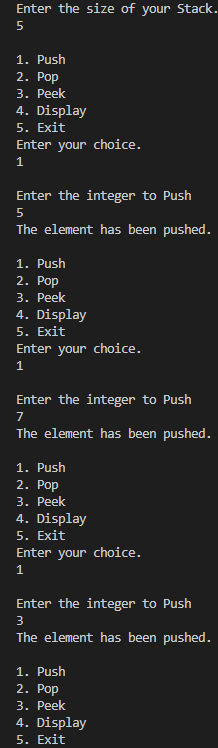 Enter the size of your Stack.
5
1. Push
2. Pop
3. Peek
4. Display
5. Exit
Enter your choice.
1
Enter the integer to Push
5
The element has been pushed.
1. Push
2. Pop
3. Peek
4. Display
5. Exit
Enter your choice.
1
Enter the integer to Push
7
The element has been pushed.
1. Push
2. Pop
3. Peek
4. Display
5. Exit
Enter your choice.
1
Enter the integer to Push
3
The element has been pushed.
1. Push
2. Pop
3. Peek
4. Display
5. Exit